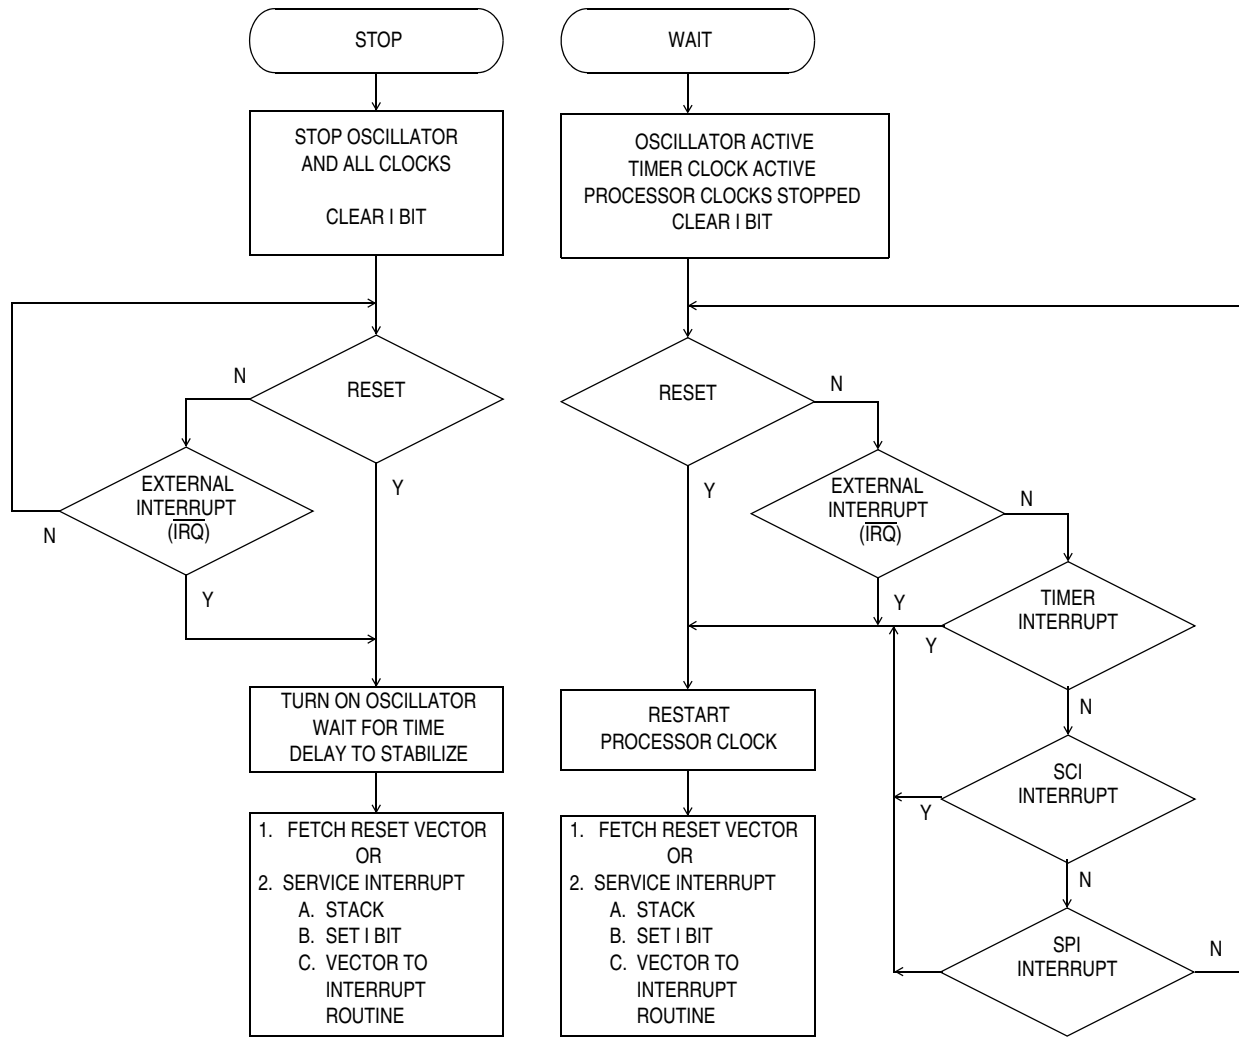 STOP
STOP OSCILLATOR
AND ALL CLOCKS
CLEAR I BIT
RESET
N
Y
EXTERNAL
INTERRUPT
(IRQ)
N
Y
TURN ON OSCILLATOR
WAIT FOR TIME
DELAY TO STABILIZE
1. FETCH RESET VECTOR
OR
2. SERVICE INTERRUPT
A. STACK
B. SET I BIT
C. VECTOR TO
INTERRUPT
ROUTINE
WAIT
OSCILLATOR ACTIVE
TIMER CLOCK ACTIVE
PROCESSOR CLOCKS STOPPED
CLEAR I BIT
RESET
N
Y
EXTERNAL
INTERRUPT
(IRQ)
N
Y
TIMER
INTERRUPT
Y
N
SCI
INTERRUPT
Y
N
SPI
INTERRUPT
N
RESTART
PROCESSOR CLOCK
1. FETCH RESET VECTOR
OR
2. SERVICE INTERRUPT
A. STACK
B. SET I BIT
C. VECTOR TO
INTERRUPT
ROUTINE